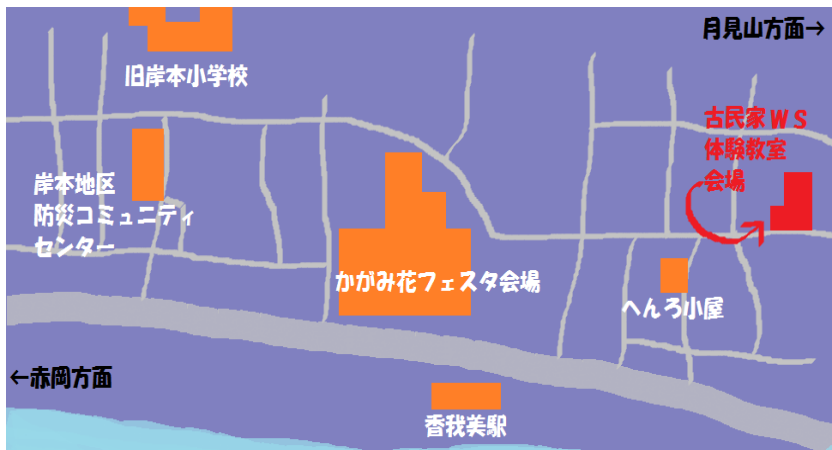 月見山方面→
旧岸本小学校
古民家WS
体験教室
会場
岸本地区
防災コミュニティ
センター
かがみ花フェスタ会場
へんろ小屋
←赤岡方面
香我美駅